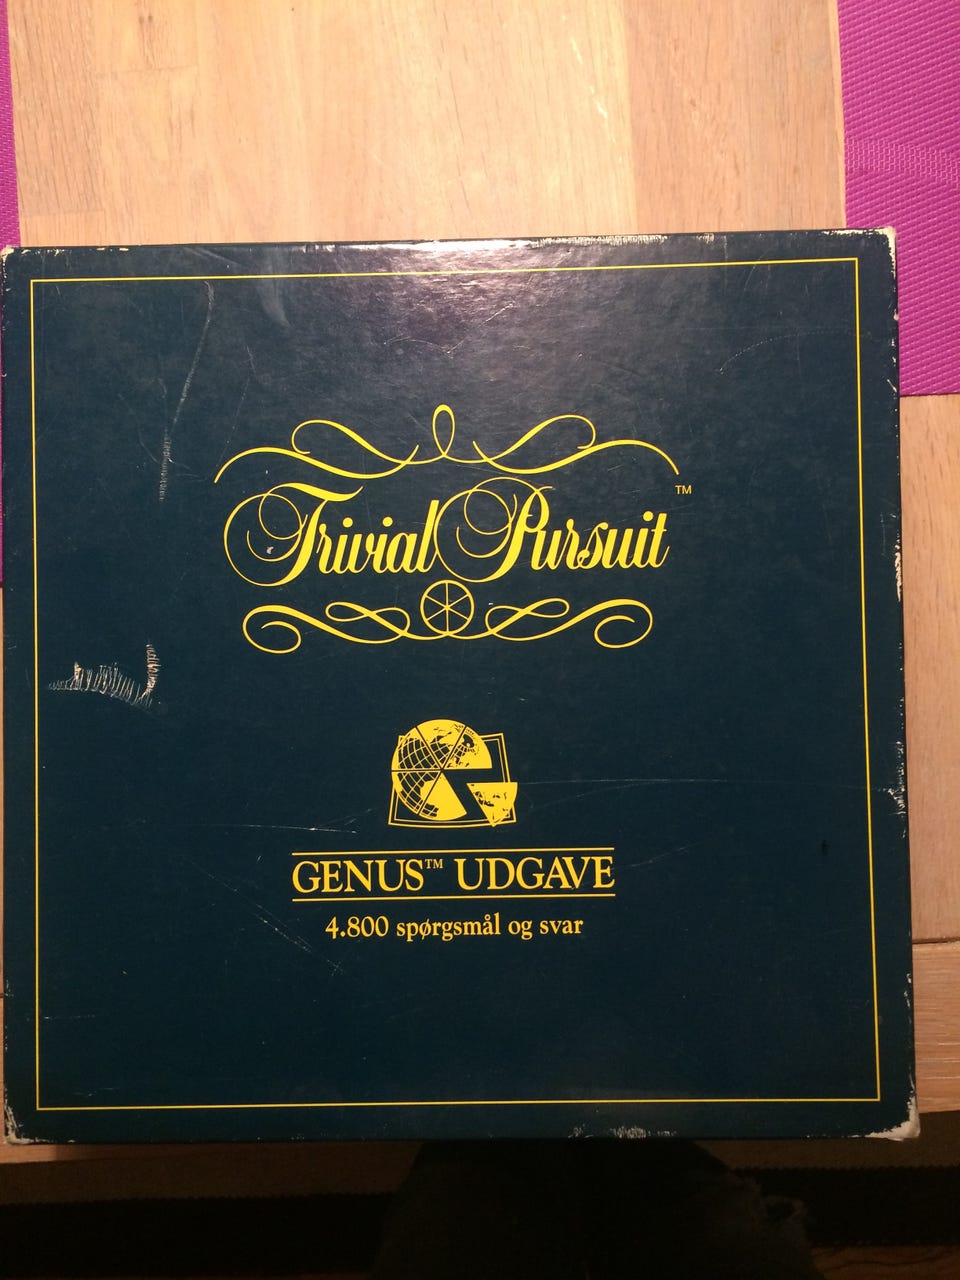 Trivial Pursuit™
GENUS™ UDGAVE
4.800 spørgsmål og svar